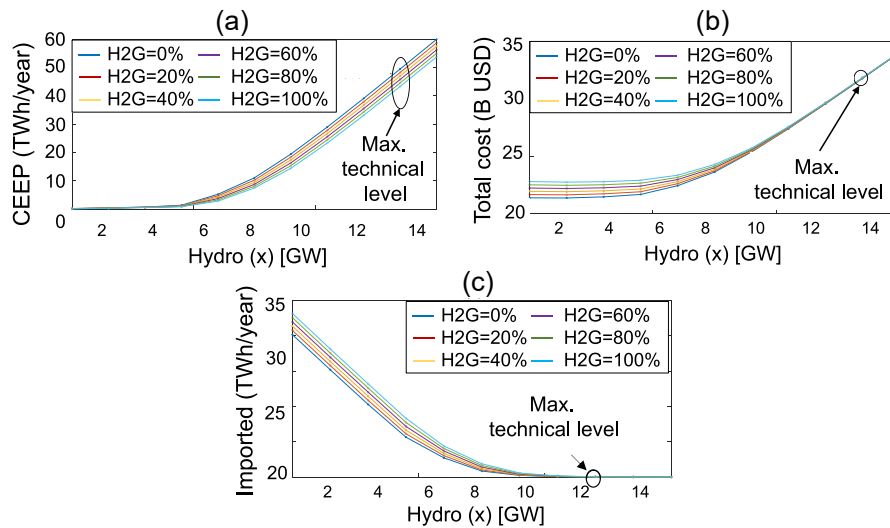 (a)
CEEP (TWh/year)
60
50
40
30
20
10
0
H2G=0% H2G=60%
H2G=20% H2G=80%
H2G=40% H2G=100%
Max.
technical
level
2 4 6 8 10 12 14
Hydro (x) [GW]
(b)
Total cost (B USD)
35
32
22
20
H2G=0% H2G=60%
H2G=20% H2G=80%
H2G=40% H2G=100%
Max.
technical level
2 4 6 8 10 12 14
Hydro (x) [GW]
(c)
Imported (TWh/year)
35
30
25
20
H2G=0% H2G=60%
H2G=20% H2G=80%
H2G=40% H2G=100%
Max.
technical level
2 4 6 8 10 12 14
Hydro (x) [GW]